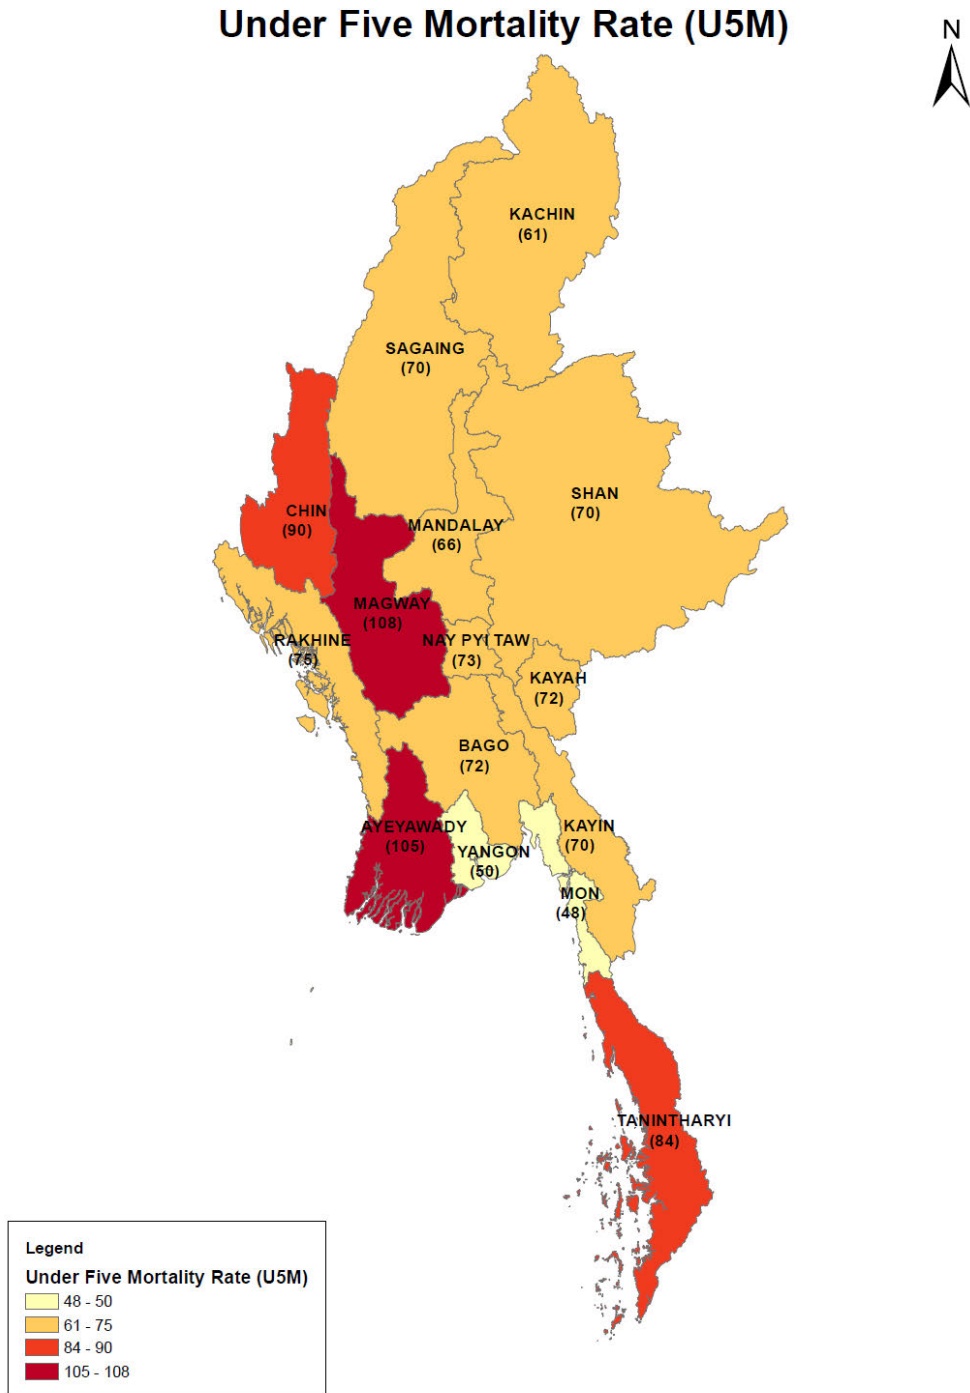 Under Five Mortality Rate (U5M)
N
KACHIN
(61)
SAGAING
(70)
SHAN
(70)
CHIN
(90)
MANDALAY
(66)
MAGWAY
(108)
RAKHINE
(75)
NAY PYI TAW
(73)
KAYAH
(72)
BAGO
(72)
AYEYAWADY
(105)
YANGON
(50)
KAYIN
(70)
MON
(48)
TANINTHARYI
(84)
Legend
Under Five Mortality Rate (U5M)
48 - 50
61 - 75
84 - 90
105 - 108